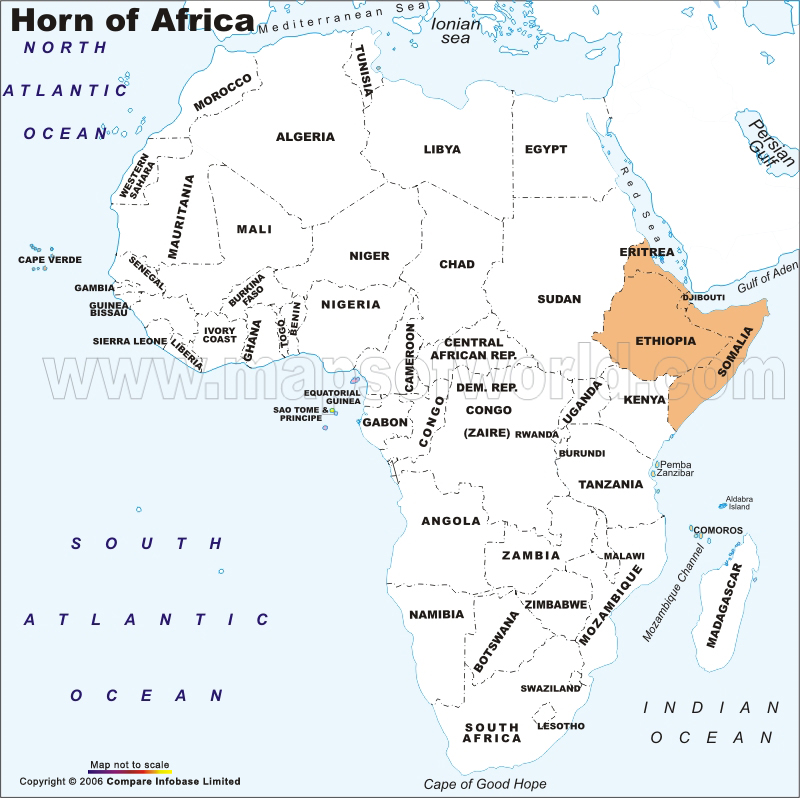 Horn of Africa
Mediterranean Sea
Ionian
sea
NORTH
ATLANTIC
OCEAN
Persian
Gulf
MOROCCO
TUNISIA
ALGERIA
LIBYA
EGYPT
WESTERN
SAHARA
MAURITANIA
Red Sea
MALI
NIGER
CHAD
ERITREA
CAPE VERDE
SENEGAL
Gulf of Aden
GAMBIA
BURKINA
FASO
GUINEA
BISSAU
NIGERIA
SUDAN
DJIBOUTI
SIERRA LEONE
LIBERIA
IVORY
COAST
GHANA
TOGO
BENIN
CAMEROON
CENTRAL
AFRICAN REP.
ETHIOPIA
SOMALIA
www.mapsofworld.com
EQUATORIAL
GUINEA
SAO TOME &
PRINCIPE
GABON
CONGO
DEM. REP.
CONGO
(ZAIRE)
UGANDA
KENYA
RWANDA
BURUNDI
Pemba
Zanzibar
TANZANIA
Aldabra
Island
ANGOLA
COMOROS
SOUTH
ATLANTIC
OCEAN
ZAMBIA
MALAWI
Mozambique Channel
MADAGASCAR
NAMIBIA
BOTSWANA
ZIMBABWE
MOZAMBIQUE
SWAZILAND
LESOTHO
SOUTH
AFRICA
INDIAN
OCEAN
Map not to scale
Copyright © 2006 Compare Infobase Limited
Cape of Good Hope